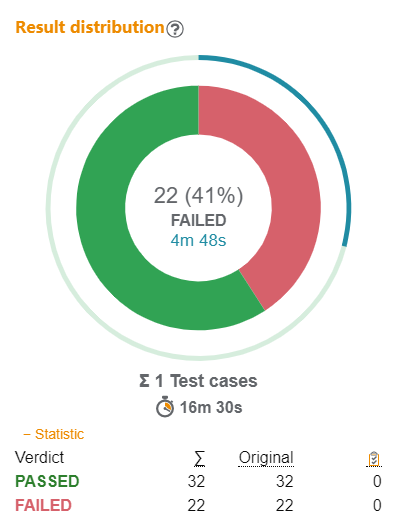 Result distribution ?
22 (41%)
FAILED
4m 48s
Σ 1 Test cases
16m 30s
− Statistic
Verdict Σ Original
PASSED 32 32 0
FAILED 22 22 0